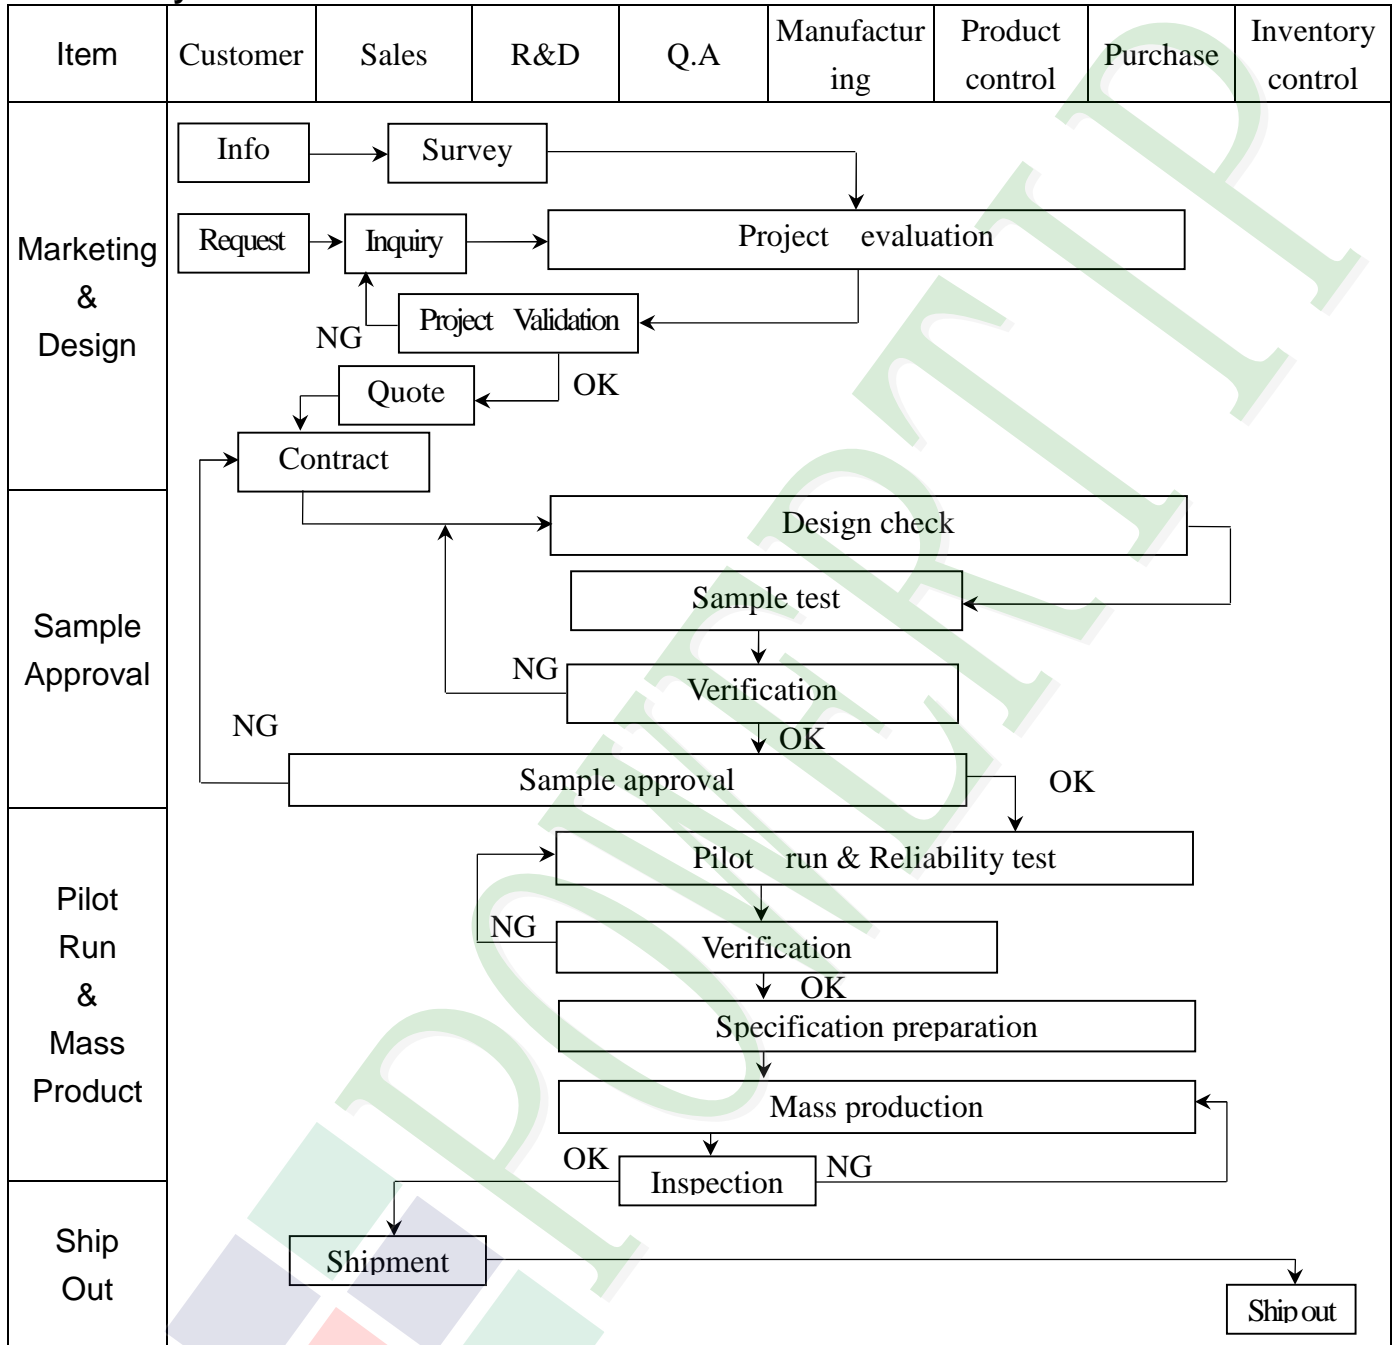 Item
Customer
Sales
R&D
Q.A
Manufactur
ing
Product
control
Purchase
Inventory
control
Marketing
&
Design
Info
Survey
Request
Inquiry
Project evaluation
NG
Project Validation
Quote
OK
Contract
Sample
Approval
Design check
Sample test
NG
Verification
NG
OK
Sample approval
OK
Pilot
Run
&
Mass
Product
Pilot run & Reliability test
NG
Verification
OK
Specification preparation
Mass production
OK
Inspection
NG
Ship
Out
Shipment
Ship out
POWERTIP